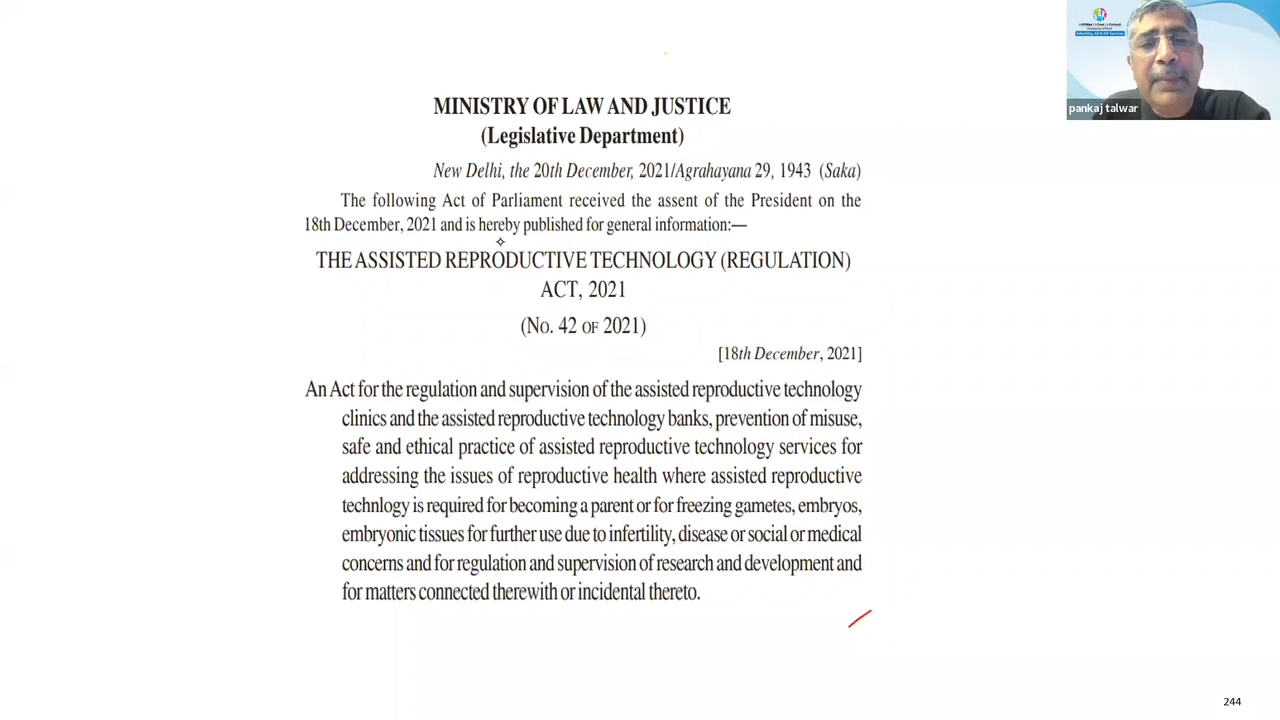 MINISTRY OF LAW AND JUSTICE
(Legislative Department)
New Delhi, the 20th December, 2021/Agrahayana 29, 1943 (Saka)
The following Act of Parliament received the assent of the President on the
18th December, 2021 and is hereby published for general information:—
THE ASSISTED REPRODUCTIVE TECHNOLOGY (REGULATION)
ACT, 2021
(No. 42 OF 2021)
[18th December, 2021]
An Act for the regulation and supervision of the assisted reproductive technology
clinics and the assisted reproductive technology banks, prevention of misuse,
safe and ethical practice of assisted reproductive technology services for
addressing the issues of reproductive health where assisted reproductive
technlogy is required for becoming a parent or for freezing gametes, embryos,
embryonic tissues for further use due to infertility, disease or social or medical
concerns and for regulation and supervision of research and development and
for matters connected therewith or incidental thereto.
pankaj talwar
244